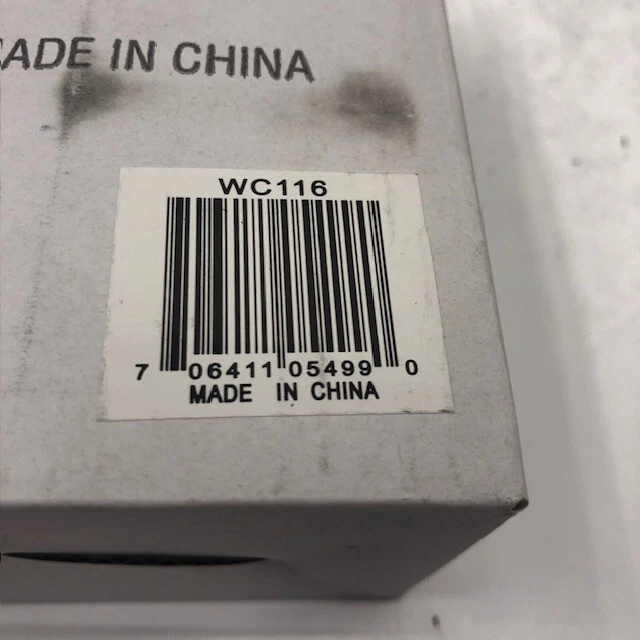 ADE IN CHINA
WC116
7 06411 05499 0
MADE IN CHINA